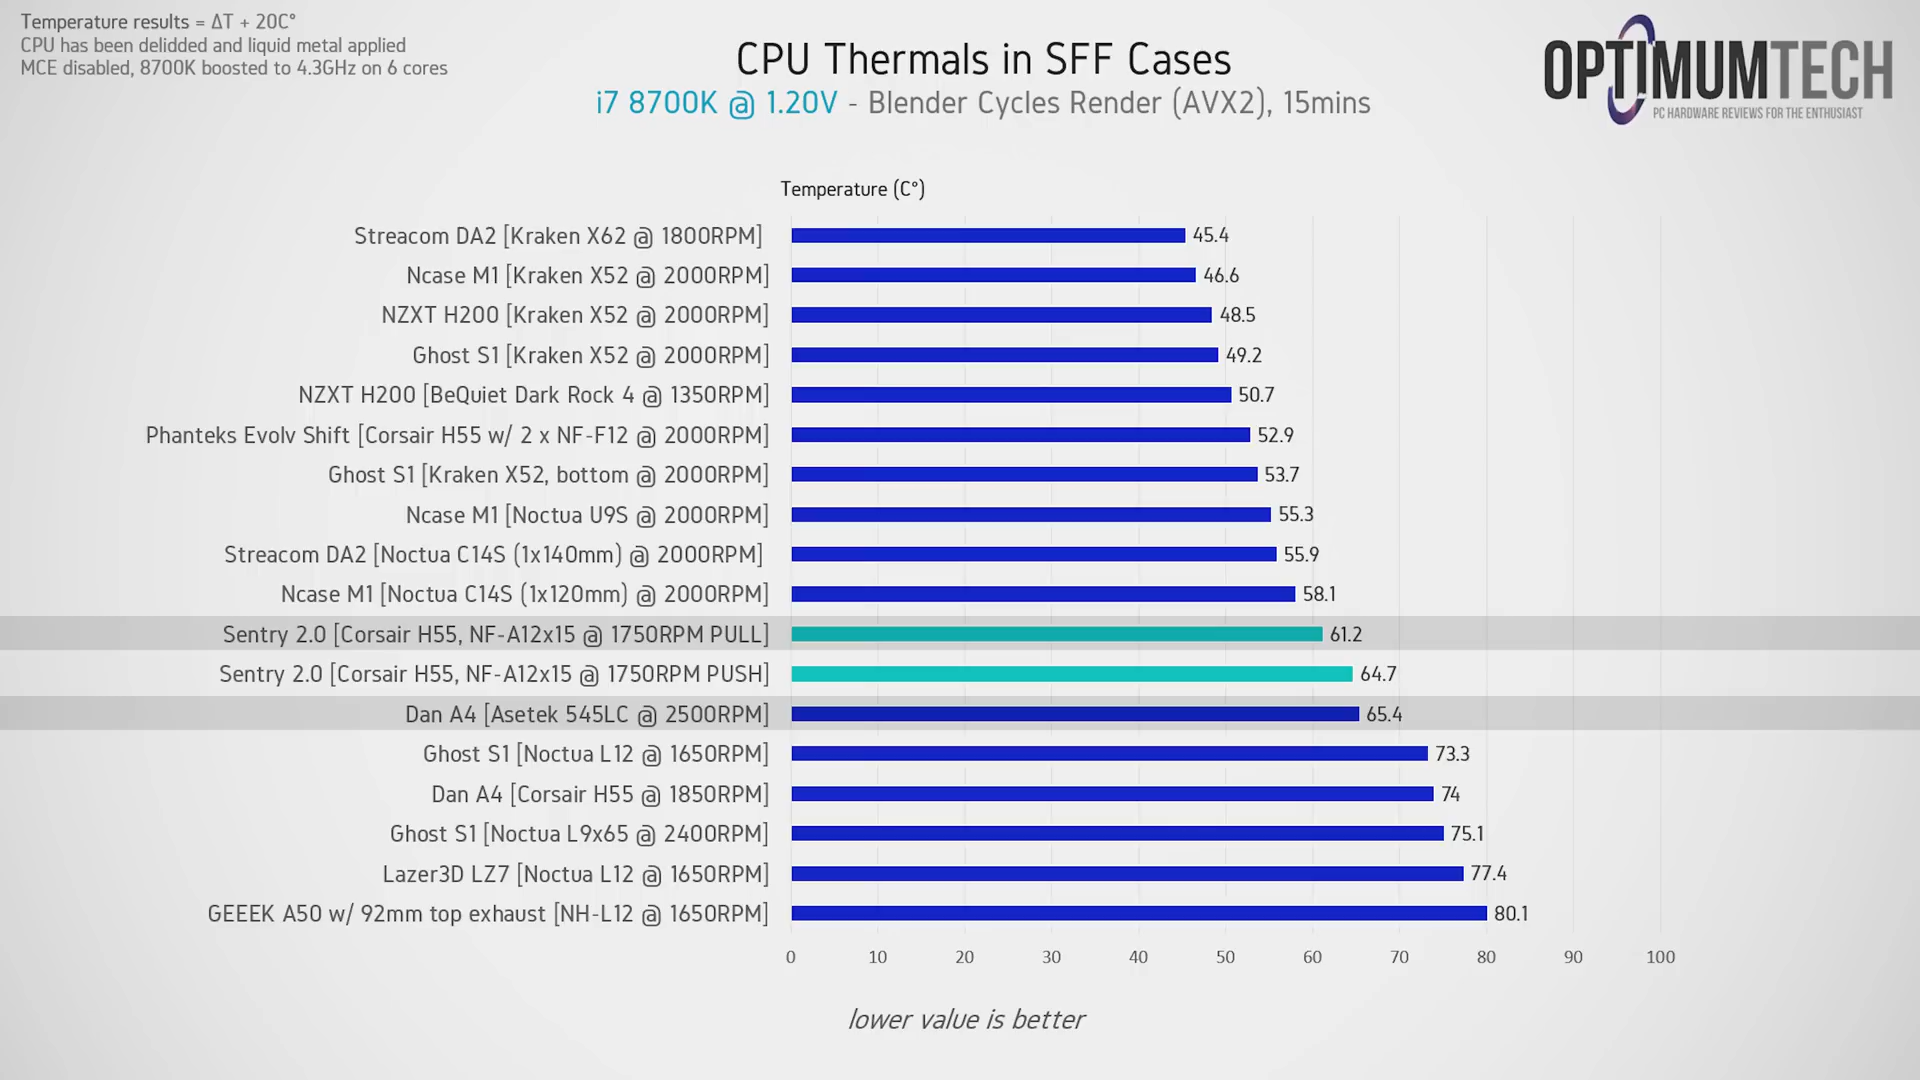 Temperature results = ΔT + 20C°
CPU has been delidded and liquid metal applied
MCE disabled, 8700K boosted to 4.3GHz on 6 cores
CPU Thermals in SFF Cases
i7 8700K @ 1.20V - Blender Cycles Render (AVX2), 15mins
OPTIMUMTECH
PC HARDWARE REVIEWS FOR THE ENTHUSIAST
Temperature (C°)
Streacom DA2 [Kraken X62 @ 1800RPM] 45.4
Ncase M1 [Kraken X52 @ 2000RPM] 46.6
NZXT H200 [Kraken X52 @ 2000RPM] 48.5
Ghost S1 [Kraken X52 @ 2000RPM] 49.2
NZXT H200 [BeQuiet Dark Rock 4 @ 1350RPM] 50.7
Phanteks Evolv Shift [Corsair H55 w/ 2 x NF-F12 @ 2000RPM] 52.9
Ghost S1 [Kraken X52, bottom @ 2000RPM] 53.7
Ncase M1 [Noctua U9S @ 2000RPM] 55.3
Streacom DA2 [Noctua C14S (1x140mm) @ 2000RPM] 55.9
Ncase M1 [Noctua C14S (1x120mm) @ 2000RPM] 58.1
Sentry 2.0 [Corsair H55, NF-A12x15 @ 1750RPM PULL] 61.2
Sentry 2.0 [Corsair H55, NF-A12x15 @ 1750RPM PUSH] 64.7
Dan A4 [Asetek 545LC @ 2500RPM] 65.4
Ghost S1 [Noctua L12 @ 1650RPM] 73.3
Dan A4 [Corsair H55 @ 1850RPM] 74
Ghost S1 [Noctua L9x65 @ 2400RPM] 75.1
Lazer3D LZ7 [Noctua L12 @ 1650RPM] 77.4
GEEEK A50 w/ 92mm top exhaust [NH-L12 @ 1650RPM] 80.1
0 10 20 30 40 50 60 70 80 90 100
lower value is better